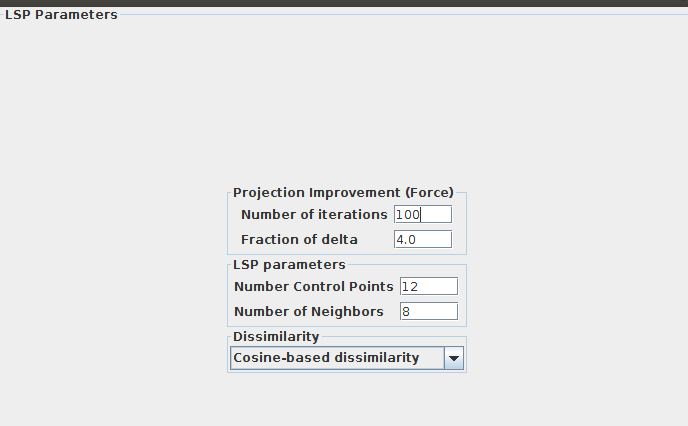 LSP Parameters
Projection Improvement (Force)
Number of iterations 100
Fraction of delta 4.0
LSP parameters
Number Control Points 12
Number of Neighbors 8
Dissimilarity
Cosine-based dissimilarity